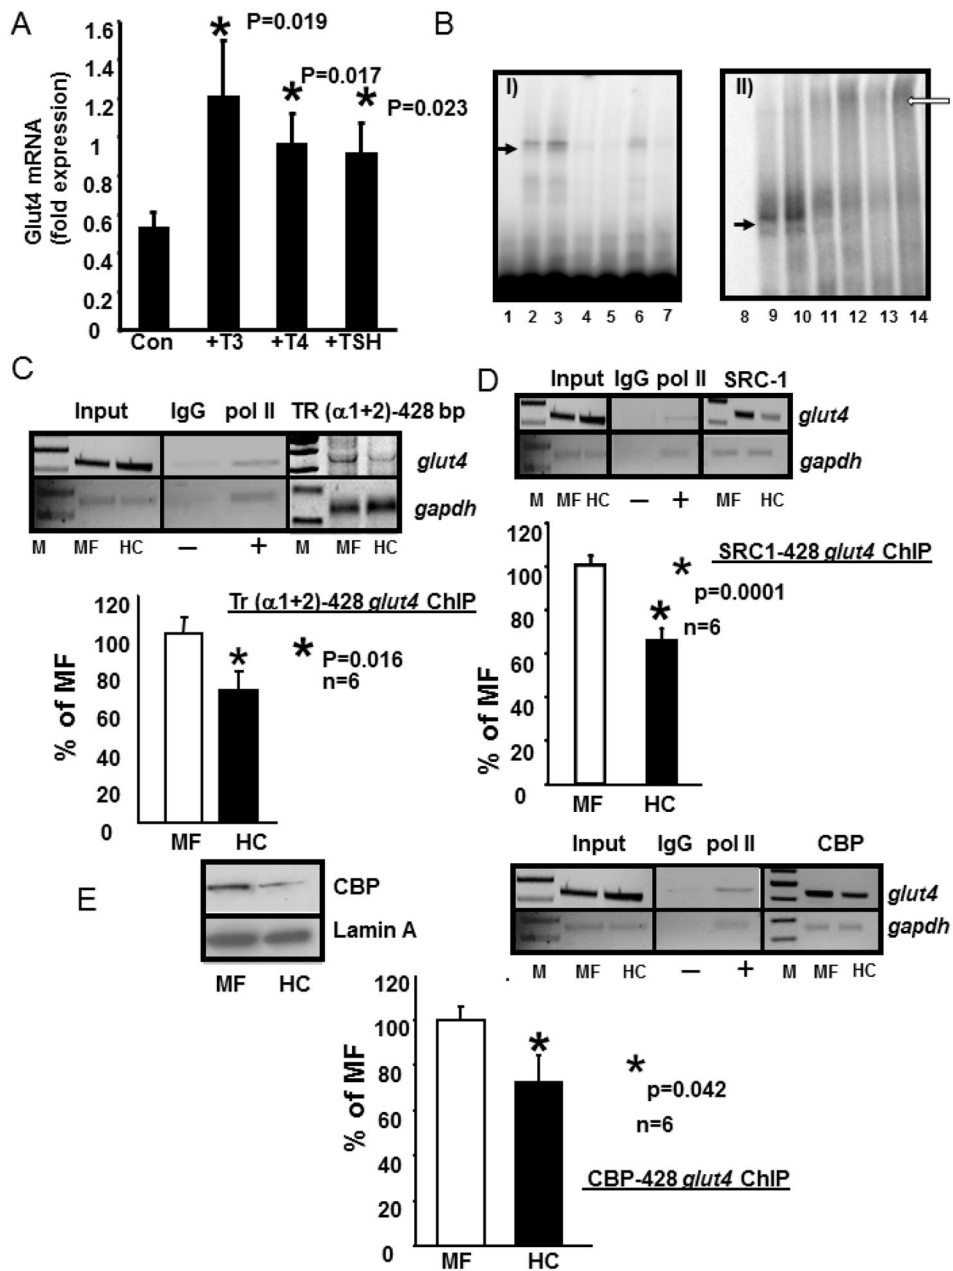 A
B
Glut4 mRNA
(fold expression)
1.6
1.4
1.2
1
0.8
0.6
0.4
0.2
0
* P=0.019
* P=0.017
* P=0.023
Con +T3 +T4 +TSH
I)
1 2 3 4 5 6 7
II)
8 9 10 11 12 13 14
C
Input IgG pol II TR (α1+2)-428 bp
glut4
gapdh
M MF HC – + M MF HC
Tr (α1+2)-428 glut4 ChIP
% of MF
120
100
80
60
40
20
0
*
* P=0.016
n=6
MF HC
D
Input IgG pol II SRC-1
glut4
gapdh
M MF HC – + MF HC
SRC1-428 glut4 ChIP
% of MF
120
100
80
60
40
20
0
*
* p=0.0001
n=6
MF HC
E
CBP
Lamin A
MF HC
Input IgG pol II CBP
glut4
gapdh
M MF HC – + M MF HC
% of MF
120
100
80
60
40
20
0
*
* p=0.042
n=6
CBP-428 glut4 ChIP
MF HC